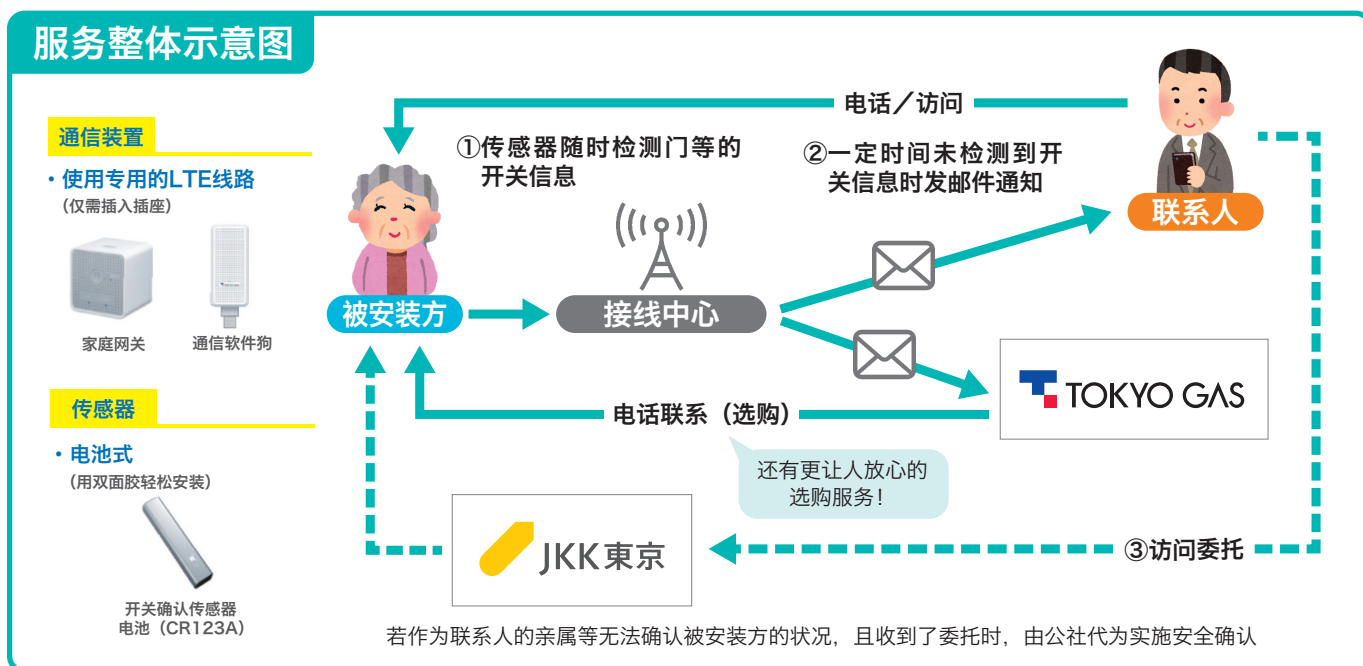 服务整体示意图
通信装置
・使用专用的LTE线路
（仅需插入插座）
家庭网关
通信软件狗
传感器
・电池式
（用双面胶轻松安装）
开关确认传感器
电池（CR123A）
电话／访问
①传感器随时检测门等的
开关信息
②一定时间未检测到开
关信息时发邮件通知
联系人
被安装方
接线中心
TOKYO GAS
电话联系（选购）
还有更让人放心的
选购服务！
JKK東京
③访问委托
若作为联系人的亲属等无法确认被安装方的状况，且收到了委托时，由公社代为实施安全确认